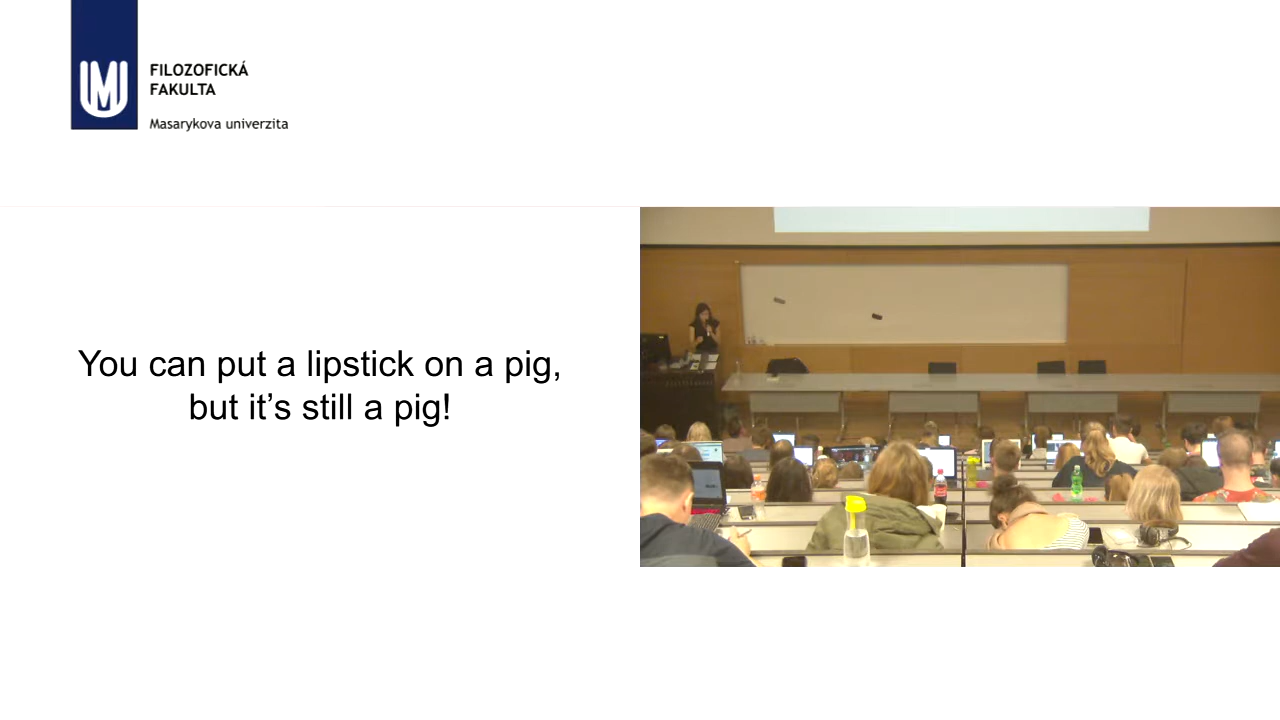 FILOZOFICKÁ
FAKULTA
Masarykova univerzita
You can put a lipstick on a pig,
but it’s still a pig!